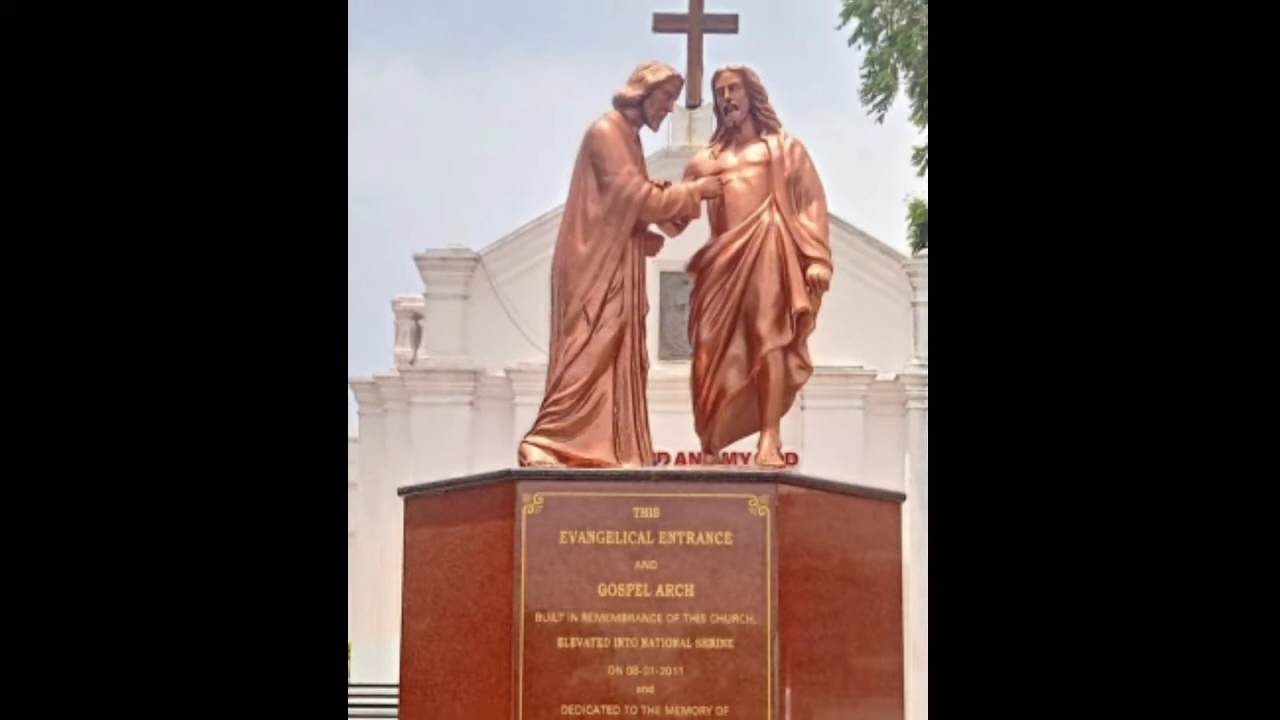 D AND MY
THIS
EVANGELICAL ENTRANCE
AND
GOSPEL ARCH
BUILT IN REMEMBRANCE OF THIS CHURCH,
ELEVATED INTO NATIONAL SHRINE
ON 08-01-2011
and
DEDICATED TO THE MEMORY OF